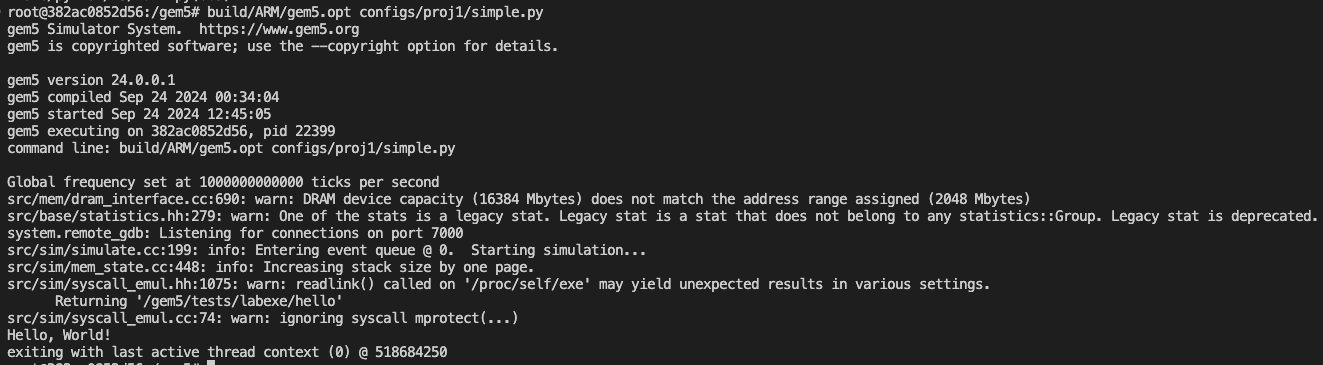 root@382ac0852d56:/gem5# build/ARM/gem5.opt configs/proj1/simple.py
gem5 Simulator System.  https://www.gem5.org
gem5 is copyrighted software; use the --copyright option for details.

gem5 version 24.0.0.1
gem5 compiled Sep 24 2024 00:34:04
gem5 started Sep 24 2024 12:45:05
gem5 executing on 382ac0852d56, pid 22399
command line: build/ARM/gem5.opt configs/proj1/simple.py

Global frequency set at 1000000000000 ticks per second
src/mem/dram_interface.cc:690: warn: DRAM device capacity (16384 Mbytes) does not match the address range assigned (2048 Mbytes)
src/base/statistics.hh:279: warn: One of the stats is a legacy stat. Legacy stat is a stat that does not belong to any statistics::Group. Legacy stat is deprecated.
system.remote_gdb: Listening for connections on port 7000
src/sim/simulate.cc:199: info: Entering event queue @ 0.  Starting simulation...
src/sim/mem_state.cc:448: info: Increasing stack size by one page.
src/sim/syscall_emul.hh:1075: warn: readlink() called on '/proc/self/exe' may yield unexpected results in various settings.
      Returning '/gem5/tests/labexe/hello'
src/sim/syscall_emul.cc:74: warn: ignoring syscall mprotect(...)
Hello, World!
exiting with last active thread context (0) @ 518684250